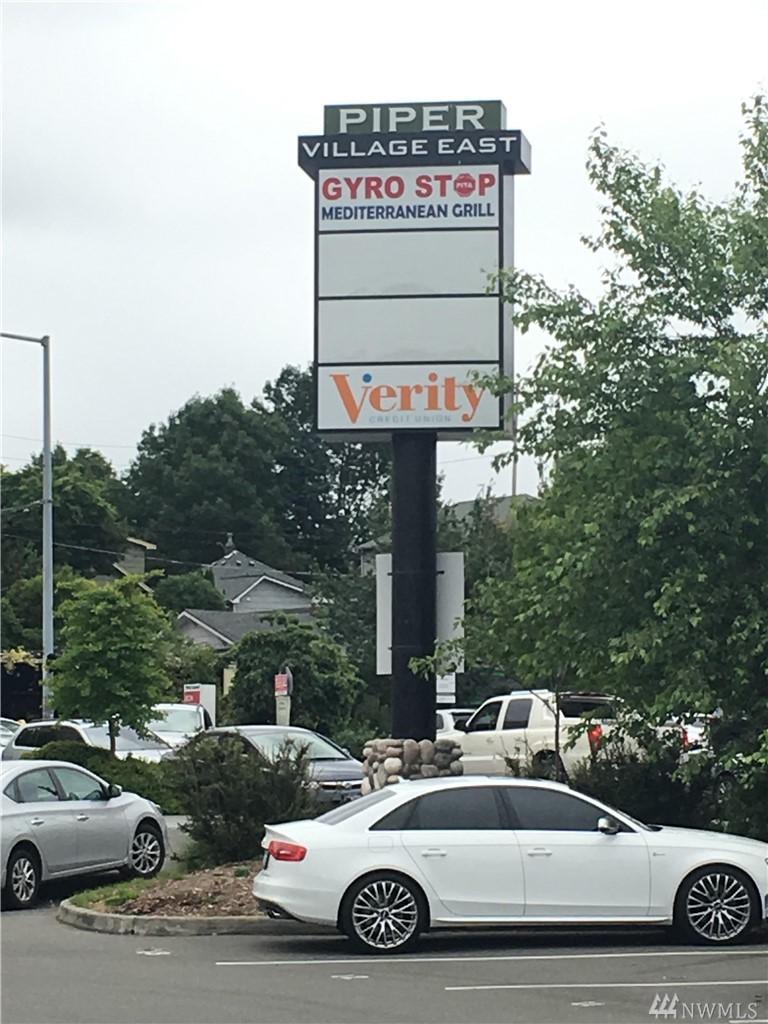 PIPER
VILLAGE EAST
GYRO STOP
PITA
MEDITERRANEAN GRILL
Verity
CREDIT UNION
NWMLS